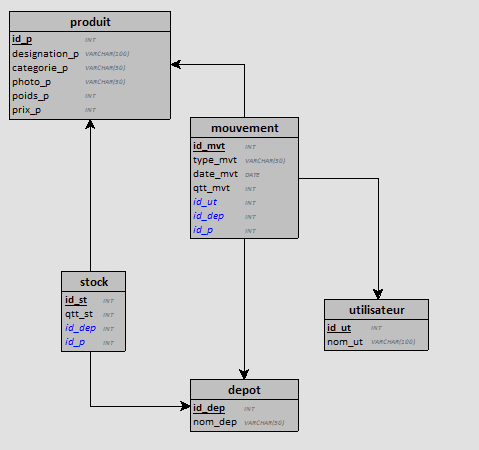 produit
id_p INT
designation_p VARCHAR(100)
categorie_p VARCHAR(50)
photo_p VARCHAR(50)
poids_p INT
prix_p INT
mouvement
id_mvt INT
type_mvt VARCHAR(50)
date_mvt DATE
qtt_mvt INT
id_ut INT
id_dep INT
id_p INT
stock
id_st INT
qtt_st INT
id_dep INT
id_p INT
utilisateur
id_ut INT
nom_ut VARCHAR(100)
depot
id_dep INT
nom_dep VARCHAR(50)